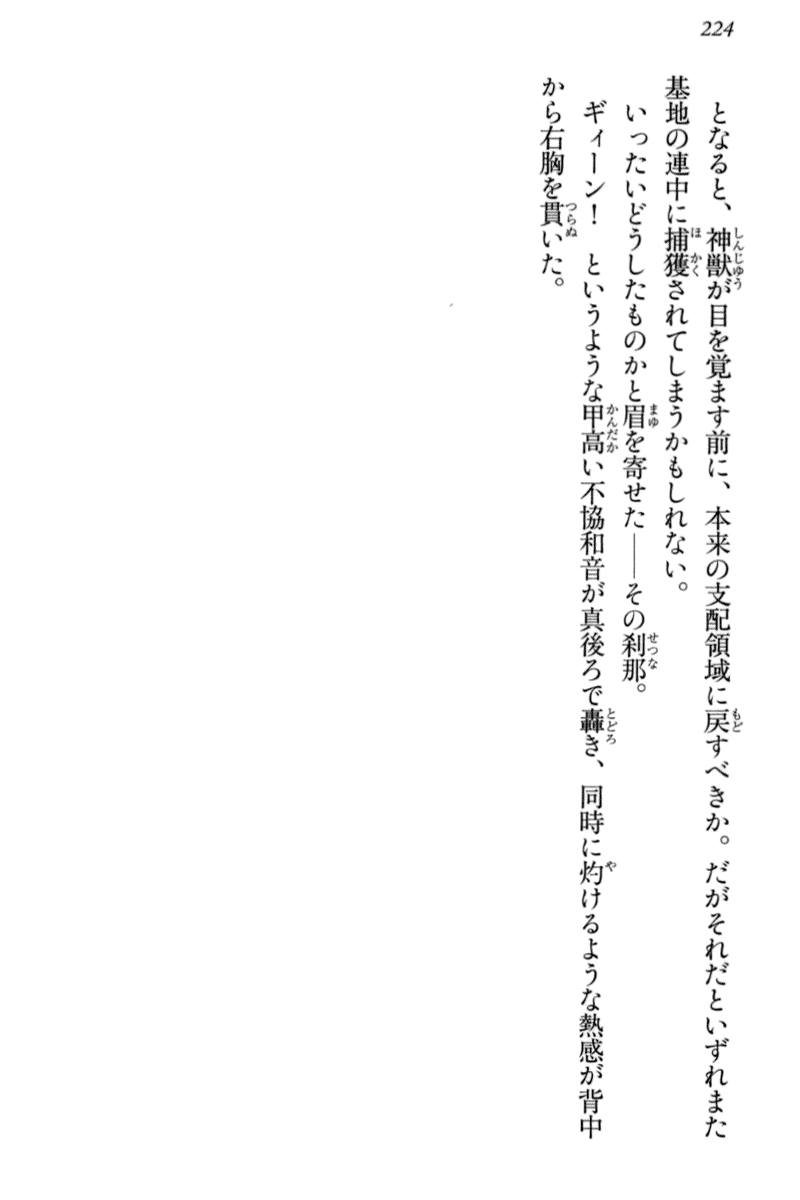 224
となると、神獣が目を覚ます前に、本来の支配領域に戻すべきか。だがそれだといずれまた
基地の連中に捕獲されてしまうかもしれない。
いったいどうしたものかと眉を寄せた――その刹那。
ギィーン！　というような甲高い不協和音が真後ろで轟き、同時に灼けるような熱感が背中
から右胸を貫いた。